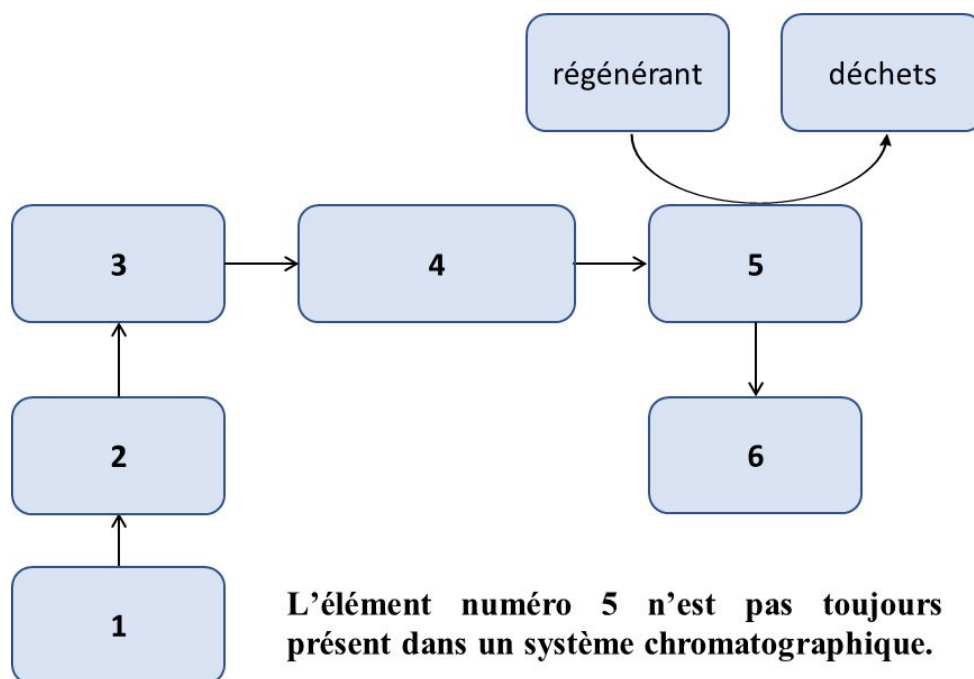 régénérant
déchets
3
4
5
2
6
1
L’élément numéro 5 n’est pas toujours
présent dans un système chromatographique.